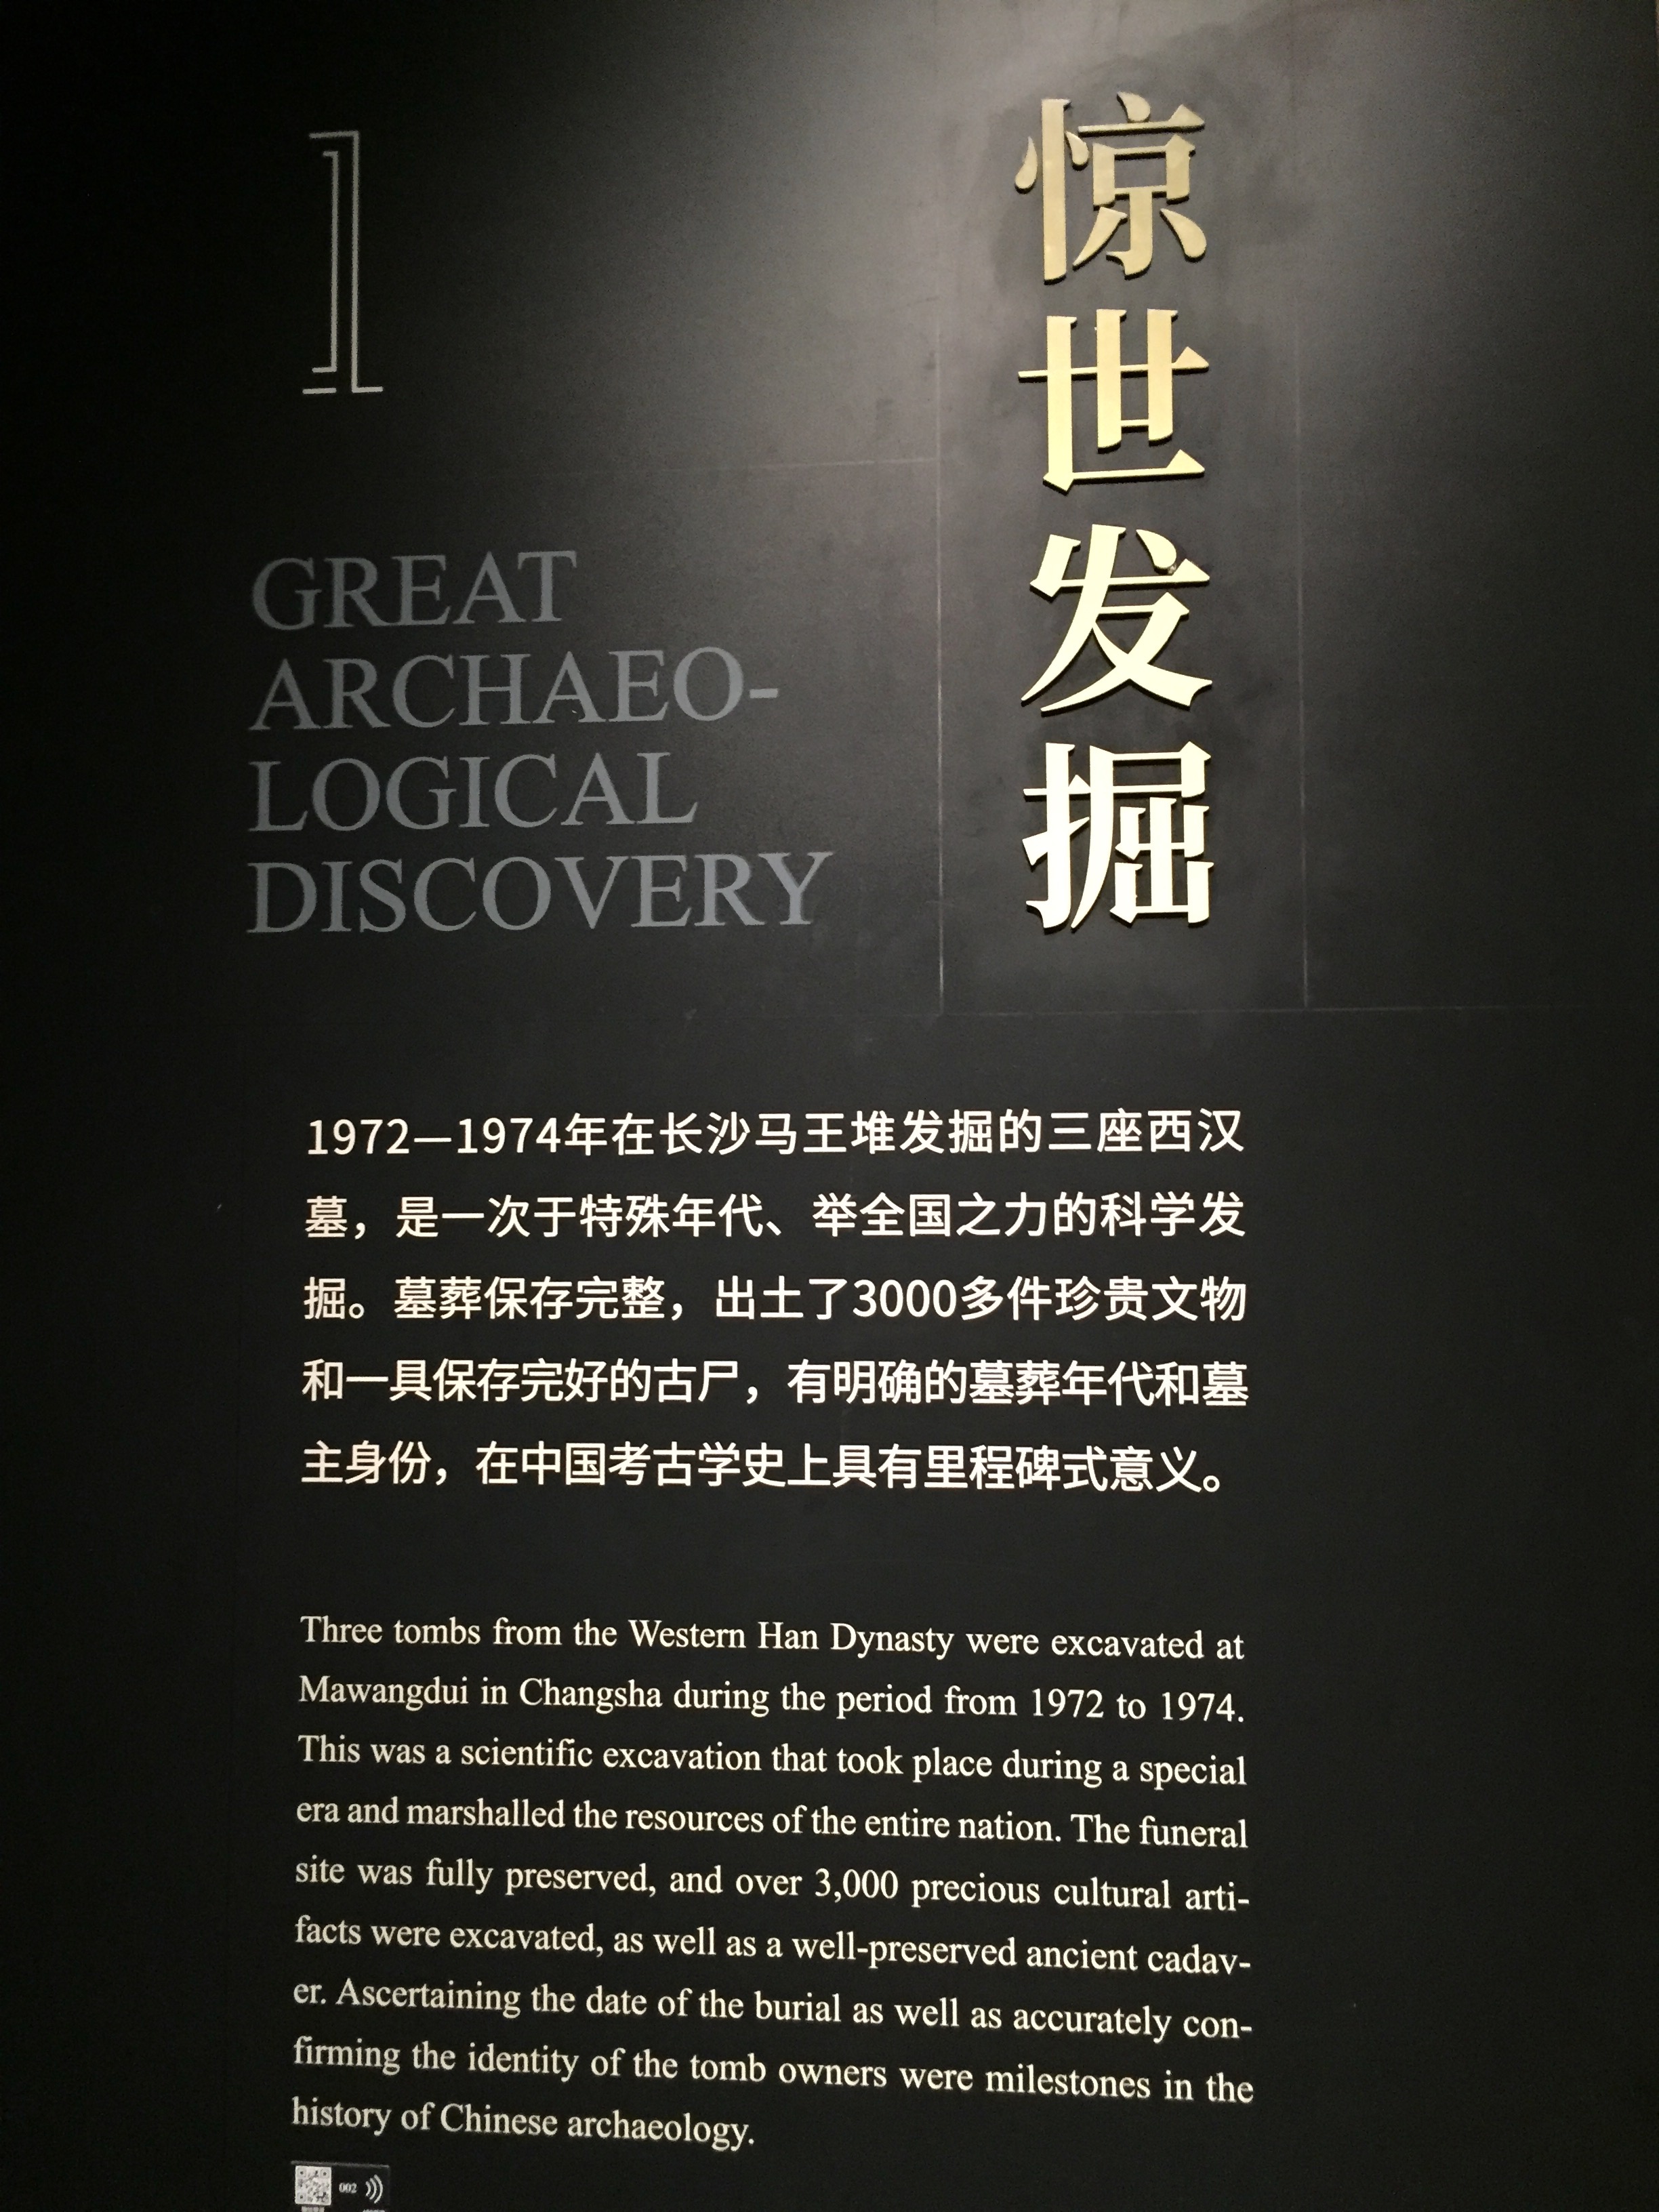 1
惊世发掘
GREAT
ARCHAEO-
LOGICAL
DISCOVERY
1972—1974年在长沙马王堆发掘的三座西汉
墓，是一次于特殊年代、举全国之力的科学发
掘。墓葬保存完整，出土了3000多件珍贵文物
和一具保存完好的古尸，有明确的墓葬年代和墓
主身份，在中国考古学史上具有里程碑式意义。
Three tombs from the Western Han Dynasty were excavated at
Mawangdui in Changsha during the period from 1972 to 1974.
This was a scientific excavation that took place during a special
era and marshalled the resources of the entire nation. The funeral
site was fully preserved, and over 3,000 precious cultural arti-
facts were excavated, as well as a well-preserved ancient cadav-
er. Ascertaining the date of the burial as well as accurately con-
firming the identity of the tomb owners were milestones in the
history of Chinese archaeology.
002